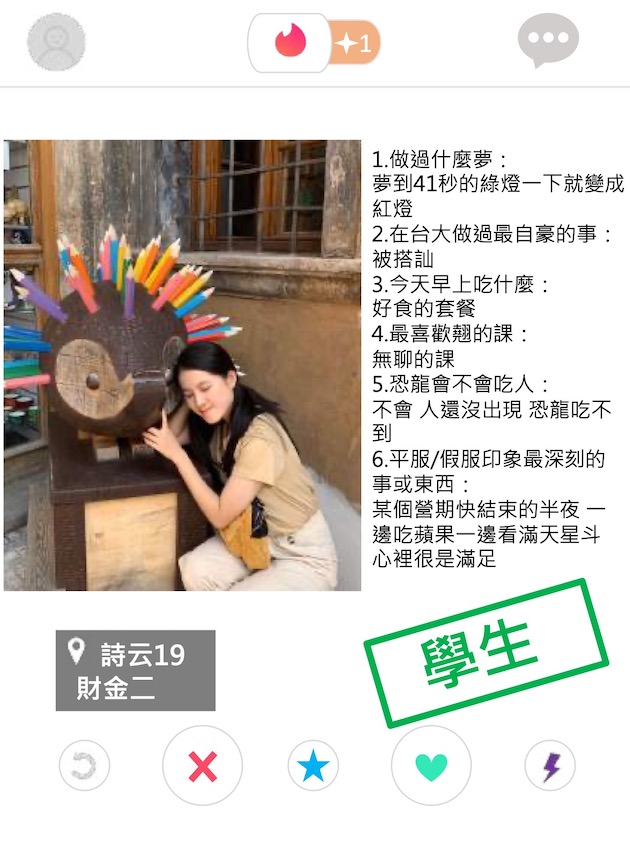 1
1.做過什麼夢：
夢到41秒的綠燈一下就變成
紅燈
2.在台大做過最自豪的事：
被搭訕
3.今天早上吃什麼：
好食的套餐
4.最喜歡翹的課：
無聊的課
5.恐龍會不會吃人：
不會 人還沒出現 恐龍吃不
到
6.平服/假服印象最深刻的
事或東西：
某個營期快結束的半夜 一
邊吃蘋果一邊看滿天星斗
心裡很是滿足
學生
詩云19
財金二